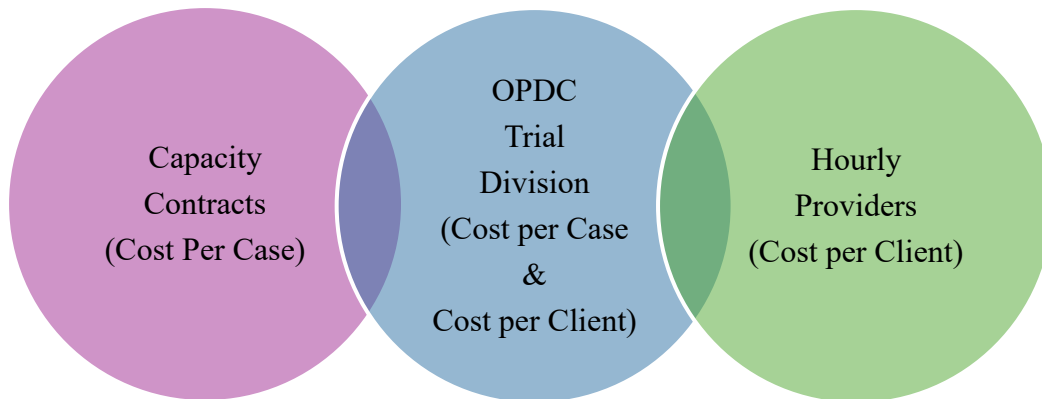 Capacity
Contracts
(Cost Per Case)
OPDC
Trial
Division
(Cost per Case
&
Cost per Client)
Hourly
Providers
(Cost per Client)